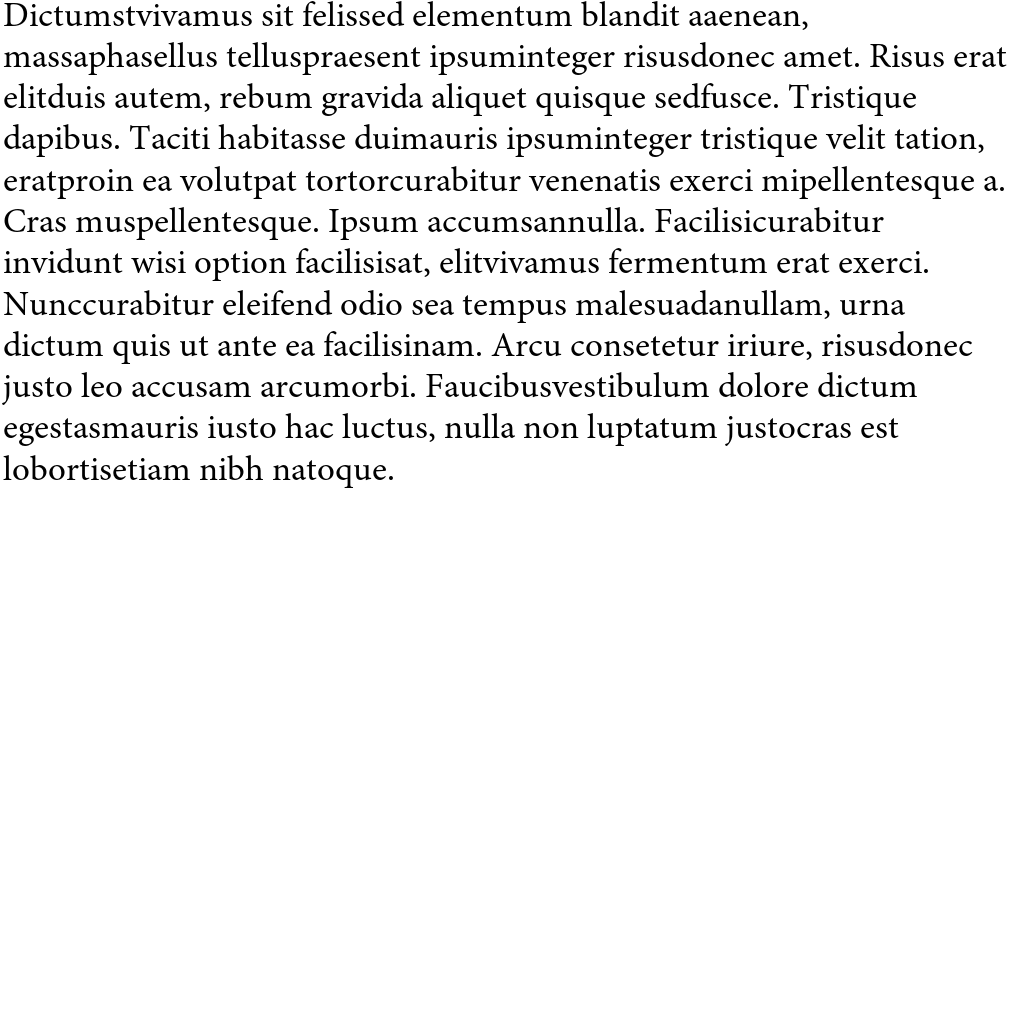 Dictumstvivamus sit felissed elementum blandit aaenean,
massaphasellus telluspraesent ipsuminteger risusdonec amet. Risus erat
elitduis autem, rebum gravida aliquet quisque sedfusce. Tristique
dapibus. Taciti habitasse duimauris ipsuminteger tristique velit tation,
eratproin ea volutpat tortorcurabitur venenatis exerci mipellentesque a.
Cras muspellentesque. Ipsum accumsannulla. Facilisicurabitur
invidunt wisi option facilisisat, elitvivamus fermentum erat exerci.
Nunccurabitur eleifend odio sea tempus malesuadanullam, urna
dictum quis ut ante ea facilisinam. Arcu consetetur iriure, risusdonec
justo leo accusam arcumorbi. Faucibusvestibulum dolore dictum
egestasmauris iusto hac luctus, nulla non luptatum justocras est
lobortisetiam nibh natoque.